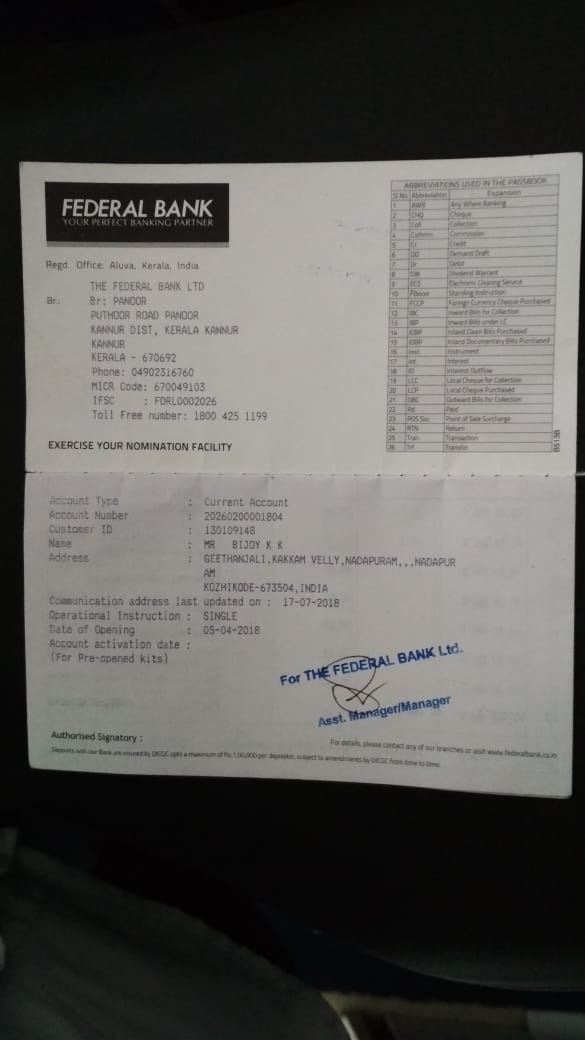 FEDERAL BANK
YOUR PERFECT BANKING PARTNER
Regd. Office: Aluva, Kerala, India
THE FEDERAL BANK LTD
Br: Br: PANOOR
PUTHOOR ROAD PANOOR
KANNUR DIST, KERALA KANNUR
KANNUR
KERALA - 670692
Phone: 04902316760
MICR Code: 670049103
IFSC : FDRL0002026
Toll Free number: 1800 425 1199
EXERCISE YOUR NOMINATION FACILITY
ABBREVIATIONS USED IN THE PASSBOOK
Sl No. Abbreviation Expansion
1 AWB Any Where Banking
2 CHQ Cheque
3 Coll Collection
4 Commn Commission
5 Cr Credit
6 DD Demand Draft
7 Dr Debit
8 DW Dividend Warrant
9 ECS Electronic Clearing Service
10 Standing Instruction
11 FCCP Foreign Currency Cheque Purchased
12 IBC Inward Bills for Collection
13 IBP Inward Bills under LC
14 ICBP Inland Clean Bills Purchased
15 IDBP Inland Documentary Bills Purchased
16 Inst. Instrument
17 Int. Interest
18 IO Interest Outflow
19 LCC Local Cheque for Collection
20 LCP Local Cheque Purchased
21 OBC Outward Bills for Collection
22 Pd Paid
23 POS Sur. Point of Sale Surcharge
24 RTN Return
25 Tran Transaction
26 Trf. Transfer
Account Type : Current Account
Account Number : 20260200001804
Customer ID : 130109148
Name : MR BIJOY K K
Address : GEETHANJALI,KAKKAM VELLY,NADAPURAM,,,NADAPUR
AM
KOZHIKODE-673504,INDIA
Communication address last updated on : 17-07-2018
Operational Instruction : SINGLE
Date of Opening : 05-04-2018
Account activation date :
(For Pre-opened kits)
For THE FEDERAL BANK Ltd.
Asst. Manager/Manager
Authorised Signatory :
For details, please contact any of our branches or visit www.federalbank.co.in
Deposits with our Bank are insured by DICGC upto a maximum of Rs.1,00,000 per depositor, subject to amendments by DICGC from time to time.